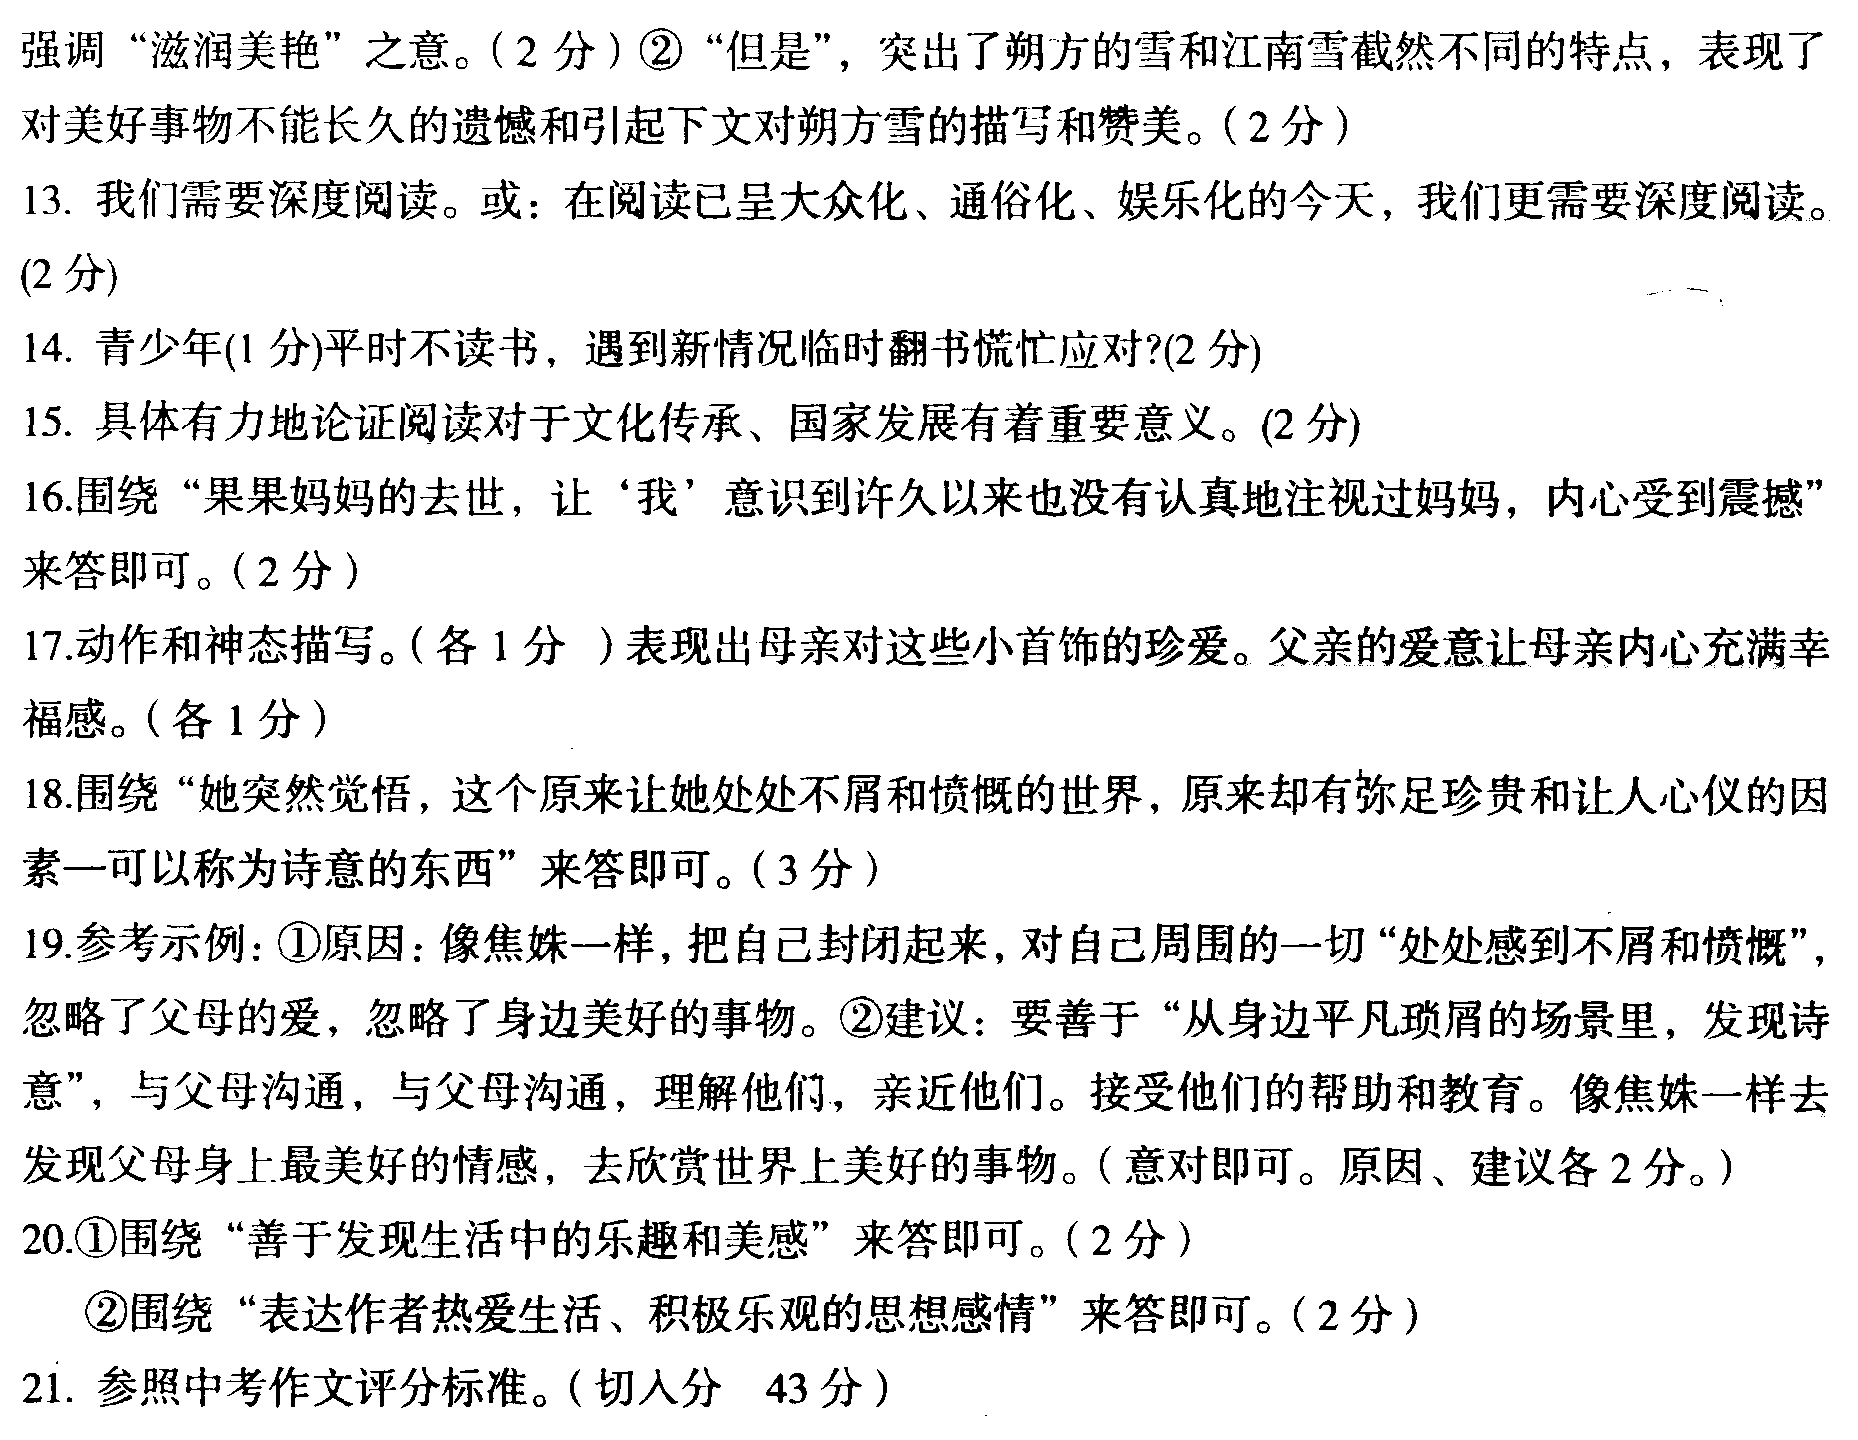 强调“滋润美艳”之意。（2 分）②“但是”，突出了朔方的雪和江南雪截然不同的特点，表现了
对美好事物不能长久的遗憾和引起下文对朔方雪的描写和赞美。（2 分）
13. 我们需要深度阅读。或：在阅读已呈大众化、通俗化、娱乐化的今天，我们更需要深度阅读。
(2 分)
14. 青少年(1 分)平时不读书，遇到新情况临时翻书慌忙应对?(2 分)
15. 具体有力地论证阅读对于文化传承、国家发展有着重要意义。(2 分)
16.围绕“果果妈妈的去世，让‘我’意识到许久以来也没有认真地注视过妈妈，内心受到震撼”
来答即可。（2 分）
17.动作和神态描写。（各 1 分 ）表现出母亲对这些小首饰的珍爱。父亲的爱意让母亲内心充满幸
福感。（各 1 分）
18.围绕“她突然觉悟，这个原来让她处处不屑和愤慨的世界，原来却有弥足珍贵和让人心仪的因
素—可以称为诗意的东西”来答即可。（3 分）
19.参考示例：①原因：像焦姝一样，把自己封闭起来，对自己周围的一切“处处感到不屑和愤慨”，
忽略了父母的爱，忽略了身边美好的事物。②建议：要善于“从身边平凡琐屑的场景里，发现诗
意”，与父母沟通，与父母沟通，理解他们，亲近他们。接受他们的帮助和教育。像焦姝一样去
发现父母身上最美好的情感，去欣赏世界上美好的事物。（意对即可。原因、建议各 2 分。）
20.①围绕“善于发现生活中的乐趣和美感”来答即可。（2 分）
②围绕“表达作者热爱生活、积极乐观的思想感情”来答即可。（2 分）
21. 参照中考作文评分标准。（切入分 43 分）